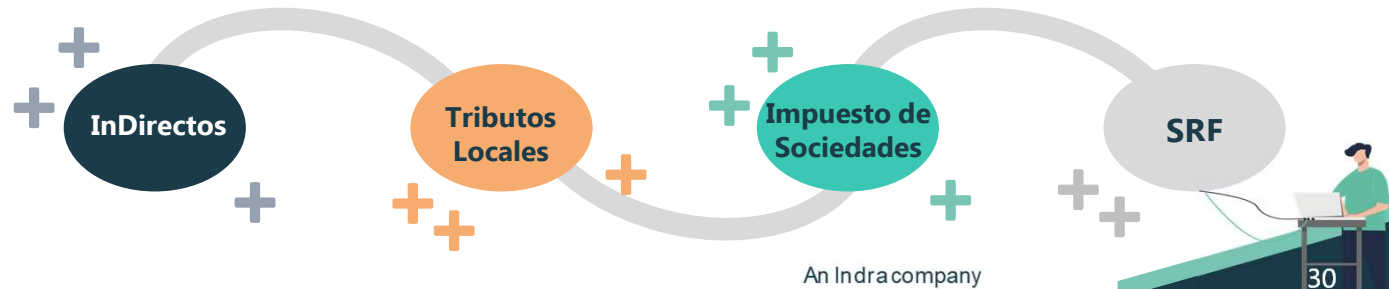 InDirectos
Tributos
Locales
Impuesto de
Sociedades
SRF
An Indra company
30